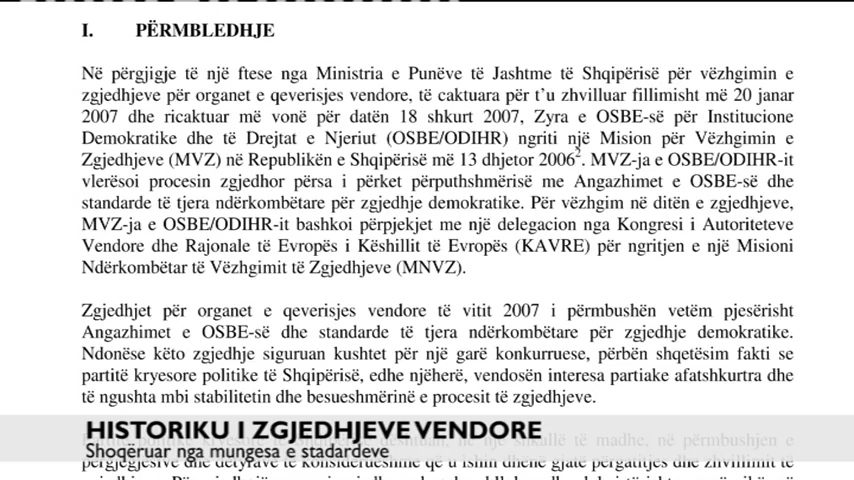 I. PËRMBLEDHJE
Në përgjigje të një ftese nga Ministria e Punëve të Jashtme të Shqipërisë për vëzhgimin e
zgjedhjeve për organet e qeverisjes vendore, të caktuara për t'u zhvilluar fillimisht më 20 janar
2007 dhe ricaktuar më vonë për datën 18 shkurt 2007, Zyra e OSBE-së për Institucione
Demokratike dhe të Drejtat e Njeriut (OSBE/ODIHR) ngriti një Mision për Vëzhgimin e
Zgjedhjeve (MVZ) në Republikën e Shqipërisë më 13 dhjetor 2006². MVZ-ja e OSBE/ODIHR-it
vlerësoi procesin zgjedhor përsa i përket përputhshmërisë me Angazhimet e OSBE-së dhe
standarde të tjera ndërkombëtare për zgjedhje demokratike. Për vëzhgim në ditën e zgjedhjeve,
MVZ-ja e OSBE/ODIHR-it bashkoi përpjekjet me një delegacion nga Kongresi i Autoriteteve
Vendore dhe Rajonale të Evropës i Këshillit të Evropës (KAVRE) për ngritjen e një Misioni
Ndërkombëtar të Vëzhgimit të Zgjedhjeve (MNVZ).
Zgjedhjet për organet e qeverisjes vendore të vitit 2007 i përmbushën vetëm pjesërisht
Angazhimet e OSBE-së dhe standarde të tjera ndërkombëtare për zgjedhje demokratike.
Ndonëse këto zgjedhje siguruan kushtet për një garë konkurruese, përbën shqetësim fakti se
partitë kryesore politike të Shqipërisë, edhe njëherë, vendosën interesa partiake afatshkurtra dhe
të ngushta mbi stabilitetin dhe besueshmërinë e procesit të zgjedhjeve.
HISTORIKU I ZGJEDHJEVE VENDORE
Shoqëruar nga mungesa e stadardeve